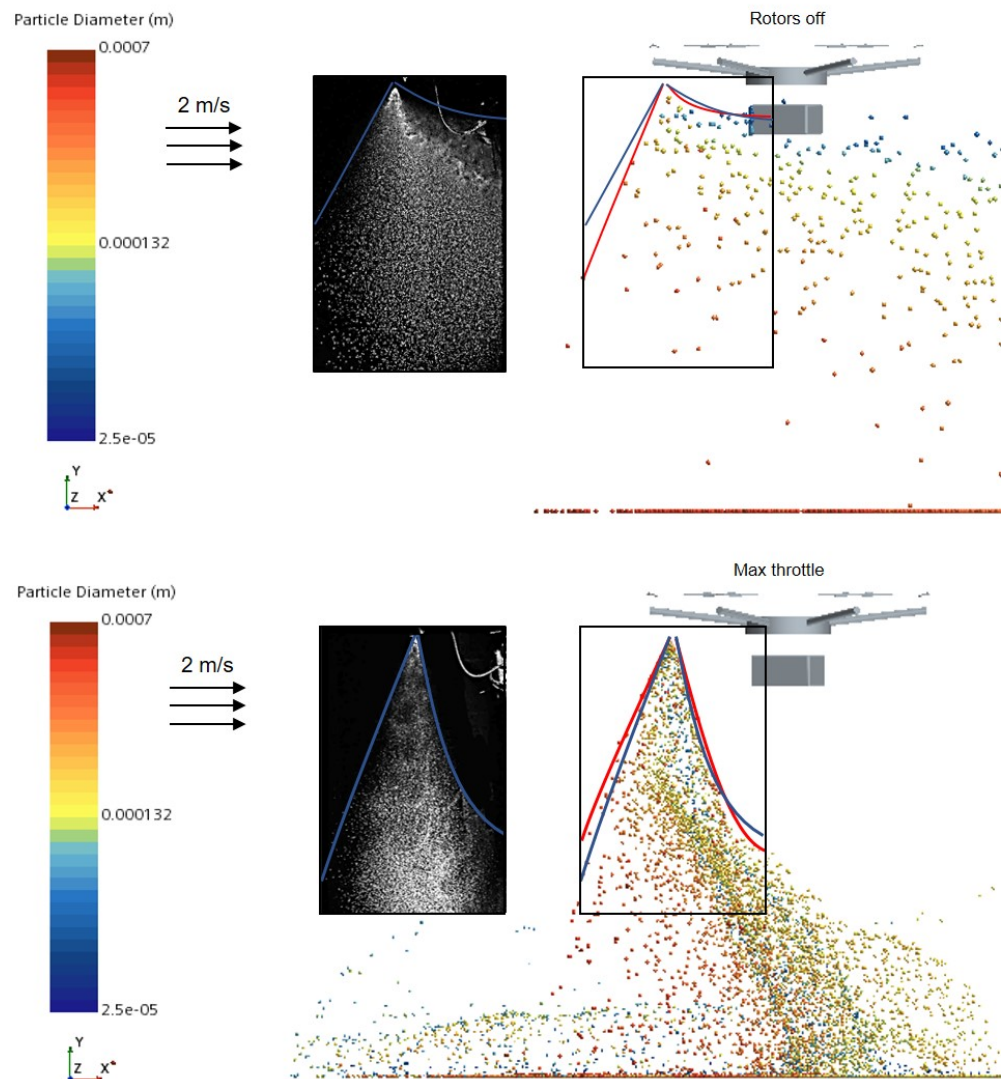 Particle Diameter (m)
0.0007
0.000132
2.5e-05
Y
Z
X
2 m/s
Rotors off
Particle Diameter (m)
0.0007
0.000132
2.5e-05
Y
Z
X
2 m/s
Max throttle